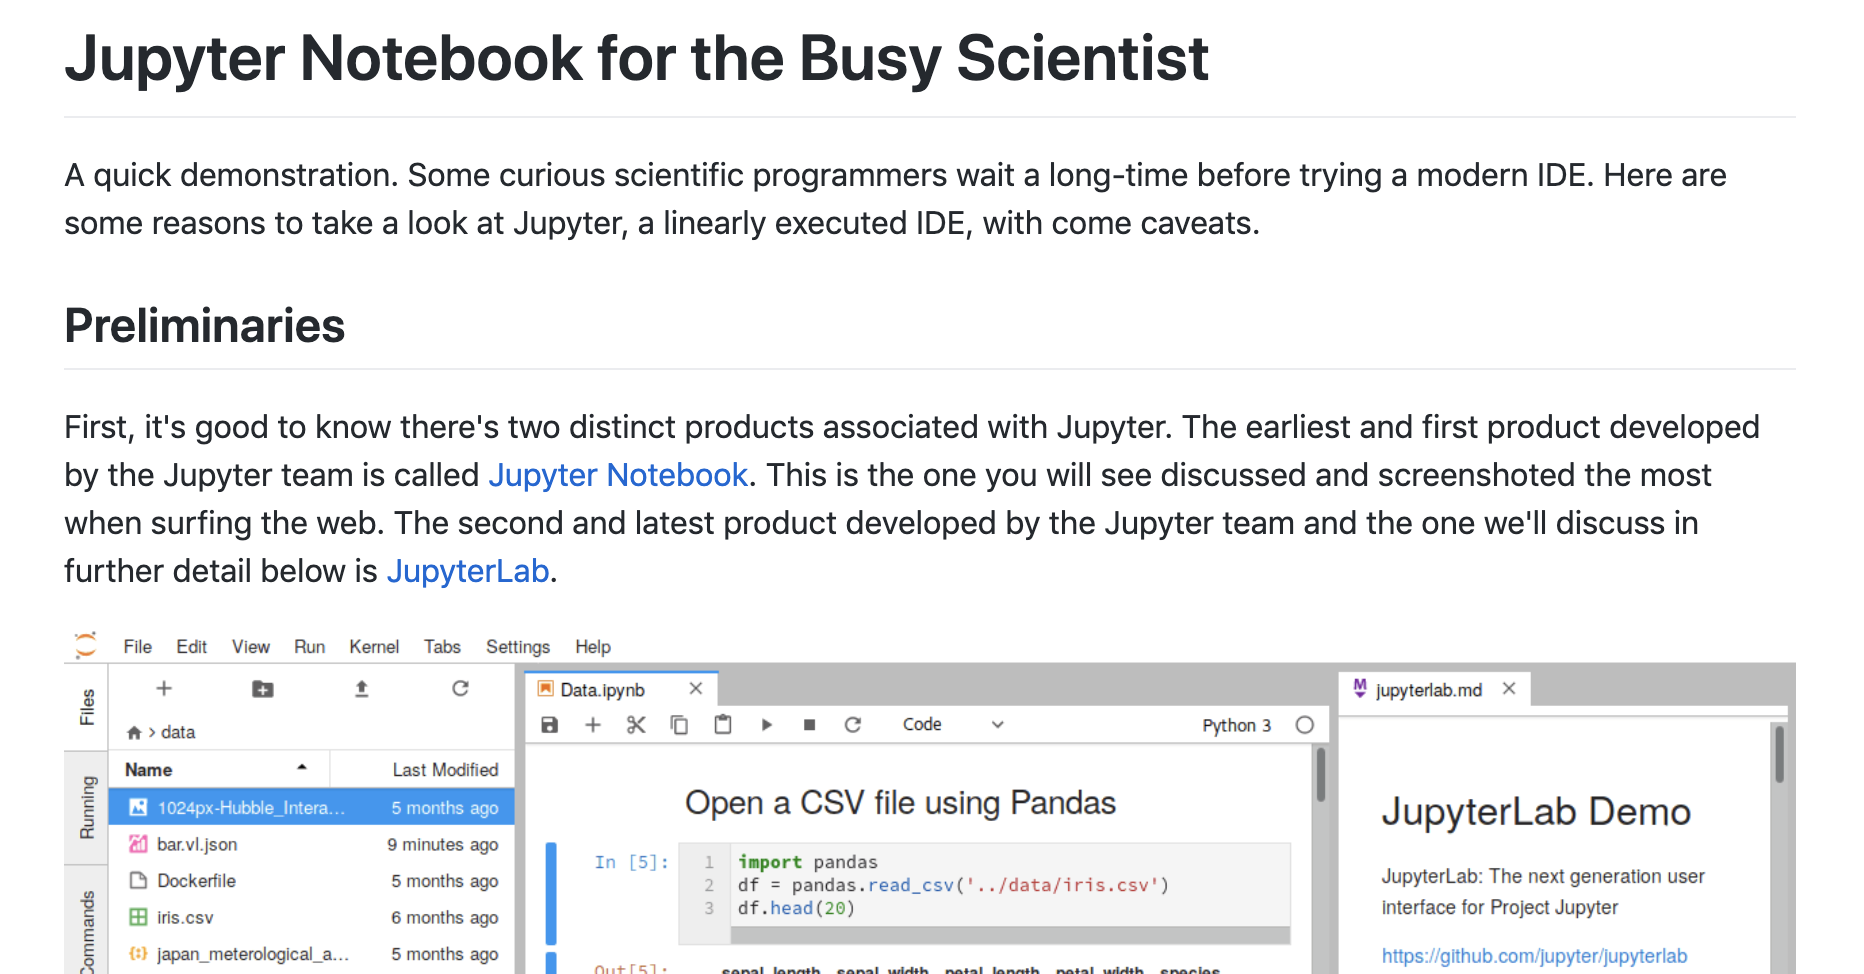 Jupyter Notebook for the Busy Scientist
A quick demonstration. Some curious scientific programmers wait a long-time before trying a modern IDE. Here are
some reasons to take a look at Jupyter, a linearly executed IDE, with come caveats.
Preliminaries
First, it's good to know there's two distinct products associated with Jupyter. The earliest and first product developed
by the Jupyter team is called Jupyter Notebook. This is the one you will see discussed and screenshoted the most
when surfing the web. The second and latest product developed by the Jupyter team and the one we'll discuss in
further detail below is JupyterLab.
File Edit View Run Kernel Tabs Settings Help
Files
Running
Commands
> data
Name Last Modified
1024px-Hubble_Intera... 5 months ago
bar.vl.json 9 minutes ago
Dockerfile 5 months ago
iris.csv 6 months ago
japan_meterological_a... 5 months ago
Data.ipynb
Code Python 3
Open a CSV file using Pandas
In [5]:
1 import pandas
2 df = pandas.read_csv('../data/iris.csv')
3 df.head(20)
Out[5]: sepal_length sepal_width petal_length petal_width species
jupyterlab.md
JupyterLab Demo
JupyterLab: The next generation user
interface for Project Jupyter
https://github.com/jupyter/jupyterlab